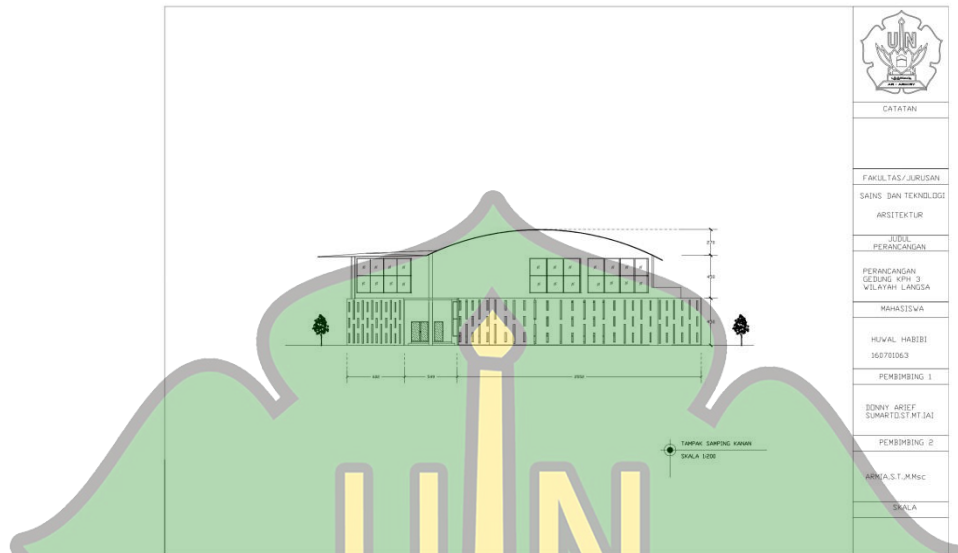 UIN
CATATAN
FAKULTAS/JURUSAN
SAINS DAN TEKNOLOGI
ARSITEKTUR
JUDUL
PERANCANGAN
PERANCANGAN
GEDUNG KPH 3
WILAYAH LANGSA
MAHASISWA
HUWAL HABIBI
160701063
PEMBIMBING 1
DONNY ARIEF
SUMARTO.ST.MT.IAI
PEMBIMBING 2
ARMIA.S.T.,M.Msc
SKALA
TAMPAK SAMPING KANAN
SKALA 1:200
UIN